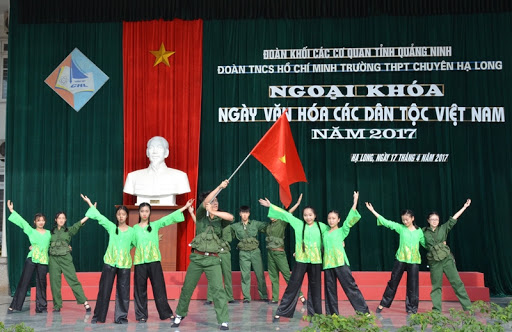 ĐOÀN KHỐI CÁC CƠ QUAN TỈNH QUẢNG NINH
ĐOÀN TNCS HỒ CHÍ MINH TRƯỜNG THPT CHUYÊN HẠ LONG
NGOẠI KHÓA
NGÀY VĂN HÓA CÁC DÂN TỘC VIỆT NAM
NĂM 2017
HẠ LONG, NGÀY 17 THÁNG 4 NĂM 2017
CHL